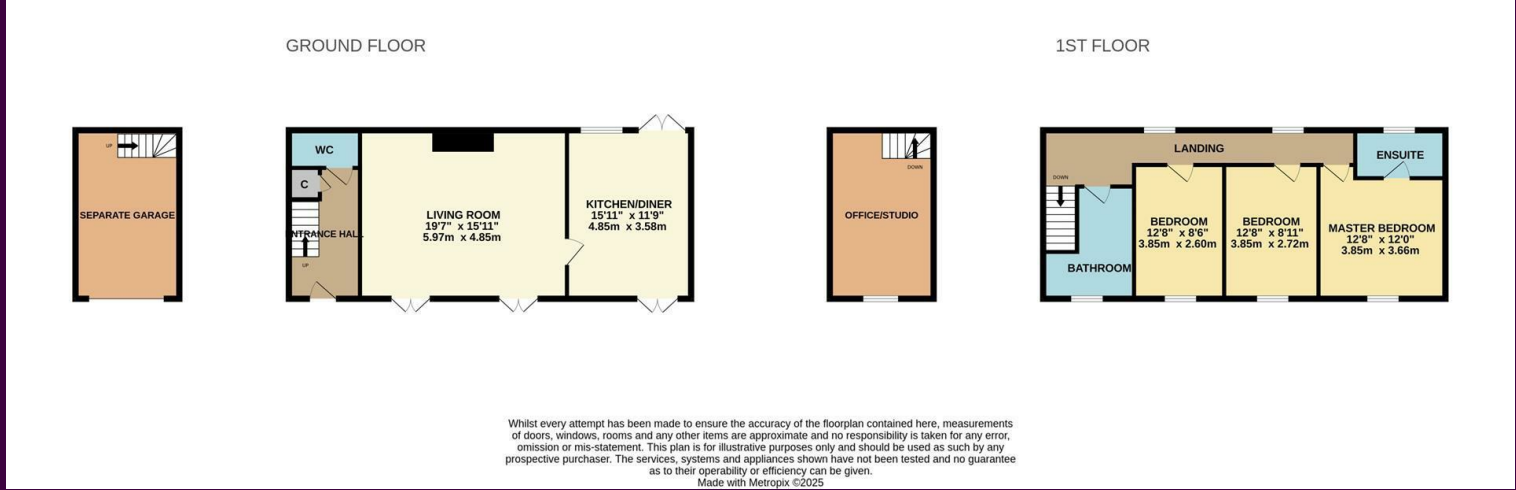 GROUND FLOOR
1ST FLOOR
UP
SEPARATE GARAGE
WC
C
ENTRANCE HALL
UP
LIVING ROOM
19'7" x 15'11"
5.97m x 4.85m
KITCHEN/DINER
15'11" x 11'9"
4.85m x 3.58m
DOWN
OFFICE/STUDIO
LANDING
ENSUITE
DOWN
BATHROOM
BEDROOM
12'8" x 8'6"
3.85m x 2.60m
BEDROOM
12'8" x 8'11"
3.85m x 2.72m
MASTER BEDROOM
12'8" x 12'0"
3.85m x 3.66m
Whilst every attempt has been made to ensure the accuracy of the floorplan contained here, measurements
of doors, windows, rooms and any other items are approximate and no responsibility is taken for any error,
omission or mis-statement. This plan is for illustrative purposes only and should be used as such by any
prospective purchaser. The services, systems and appliances shown have not been tested and no guarantee
as to their operability or efficiency can be given.
Made with Metropix ©2025